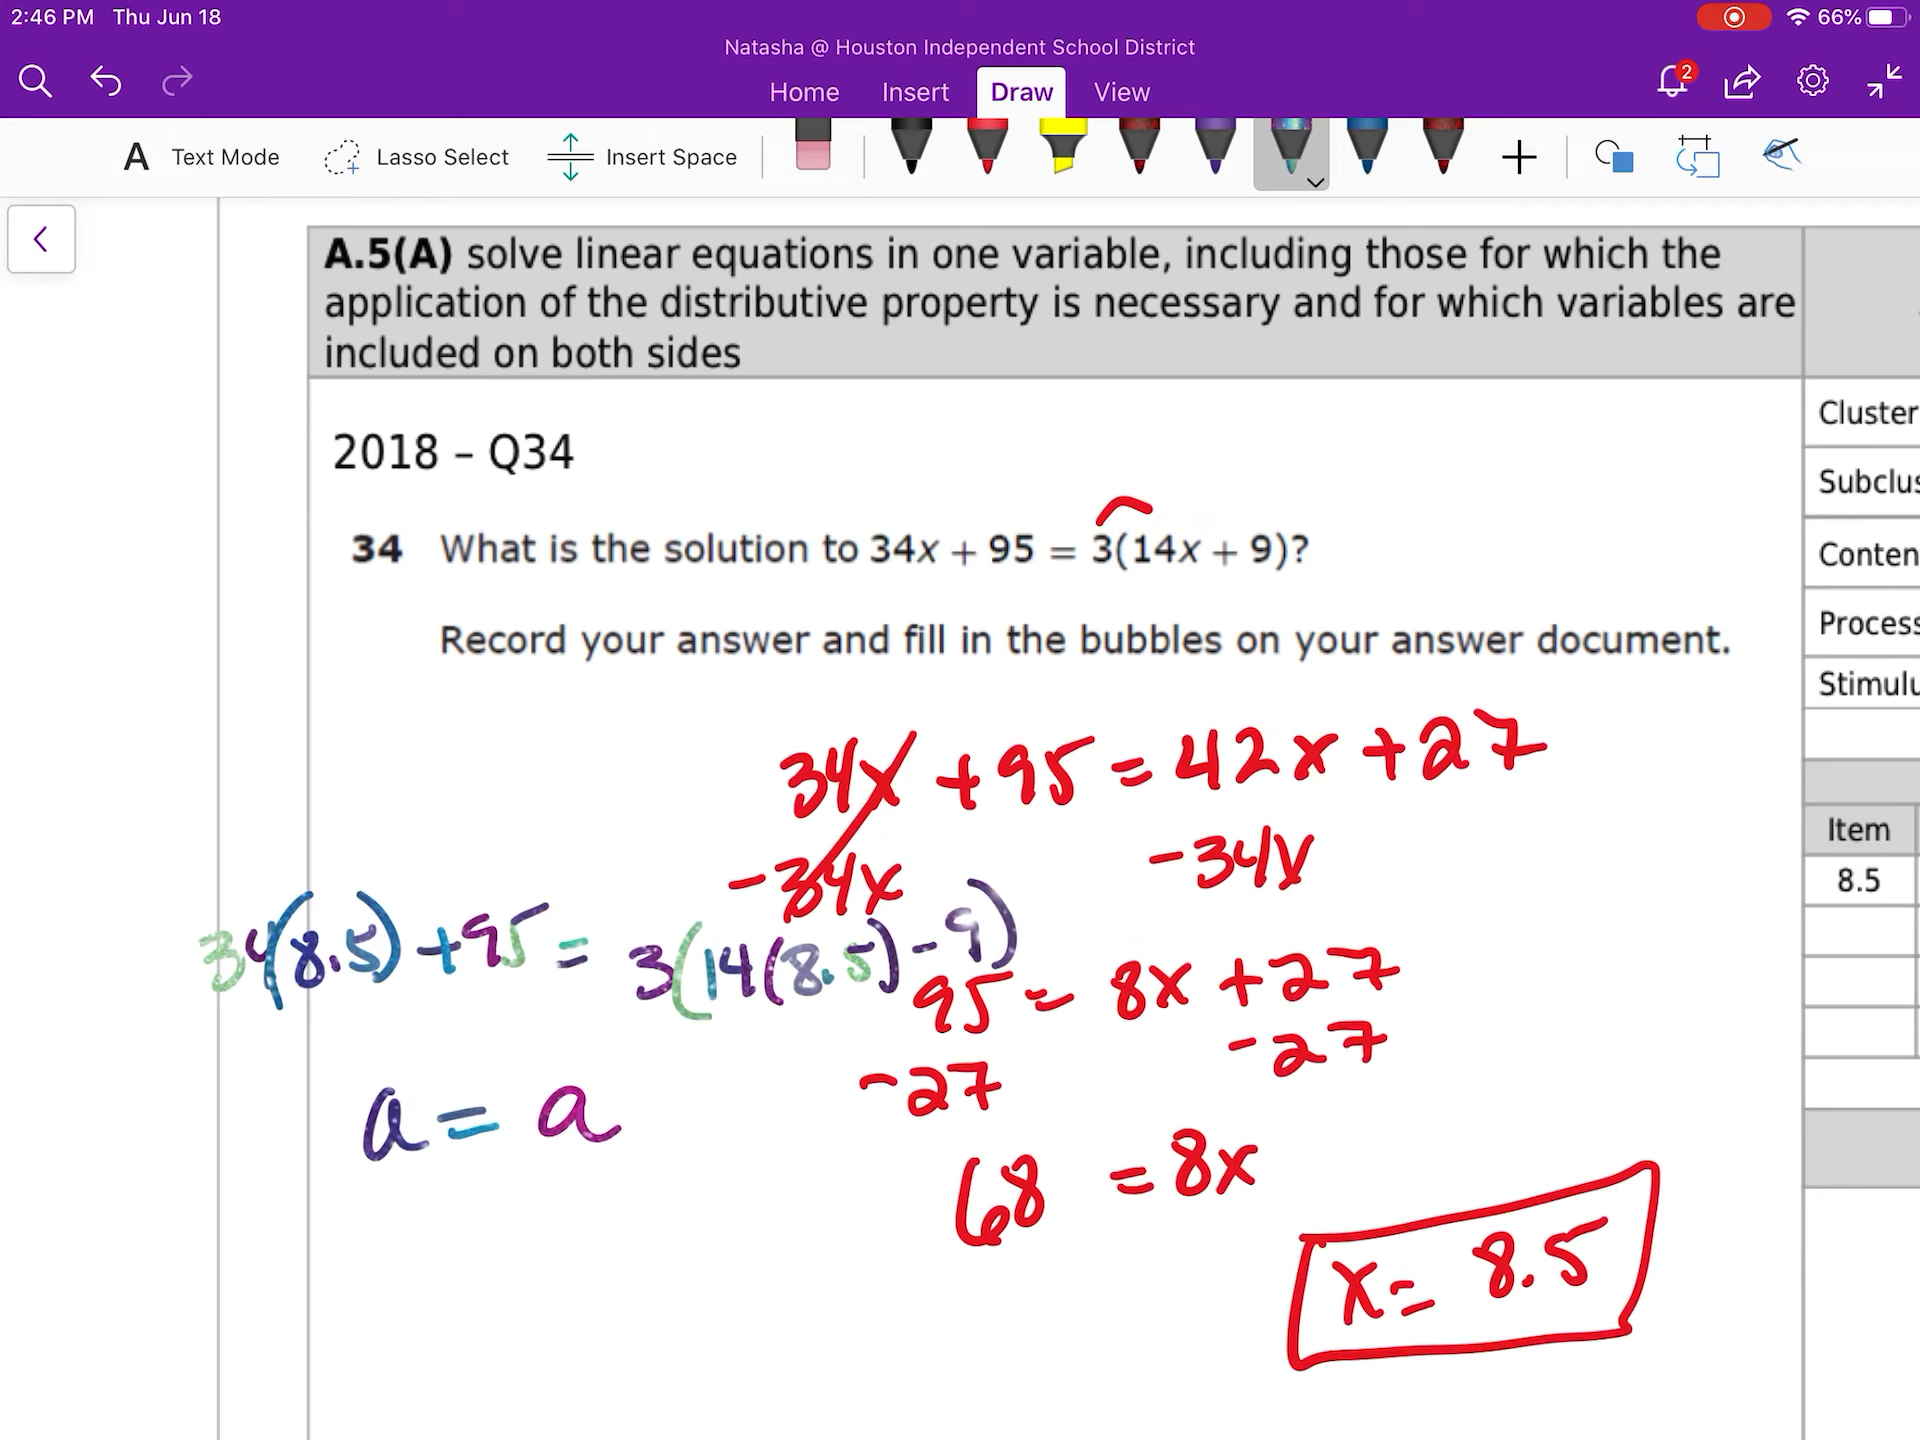 2:46 PM Thu Jun 18
66%
Natasha @ Houston Independent School District
Home Insert Draw View
2
A Text Mode Lasso Select Insert Space
A.5(A) solve linear equations in one variable, including those for which the
application of the distributive property is necessary and for which variables are
included on both sides
Cluster
2018 – Q34
Subclus
34 What is the solution to 34x + 95 = 3(14x + 9)?
Conten
Record your answer and fill in the bubbles on your answer document.
Process
Stimulu
34x + 95 = 42x + 27
-34x -34x
Item
8.5
34(8.5) + 95 = 3(14(8.5) - 9)
95 = 8x + 27
-27 -27
a = a
68 = 8x
x = 8.5